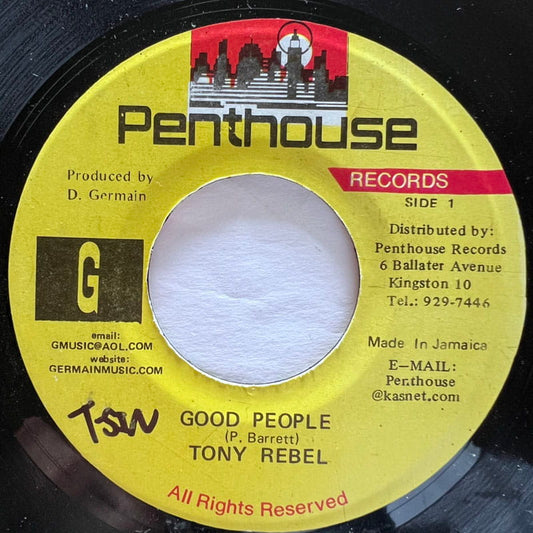 Penthouse
Produced by
D. Germain
RECORDS
SIDE 1
Distributed by:
Penthouse Records
6 Ballater Avenue
Kingston 10
Tel.: 929-7446
G
email:
GMUSIC@AOL.COM
website:
GERMAINMUSIC.COM
Made In Jamaica
E-MAIL:
Penthouse
@kasnet.com
GOOD PEOPLE
(P. Barrett)
TONY REBEL
All Rights Reserved